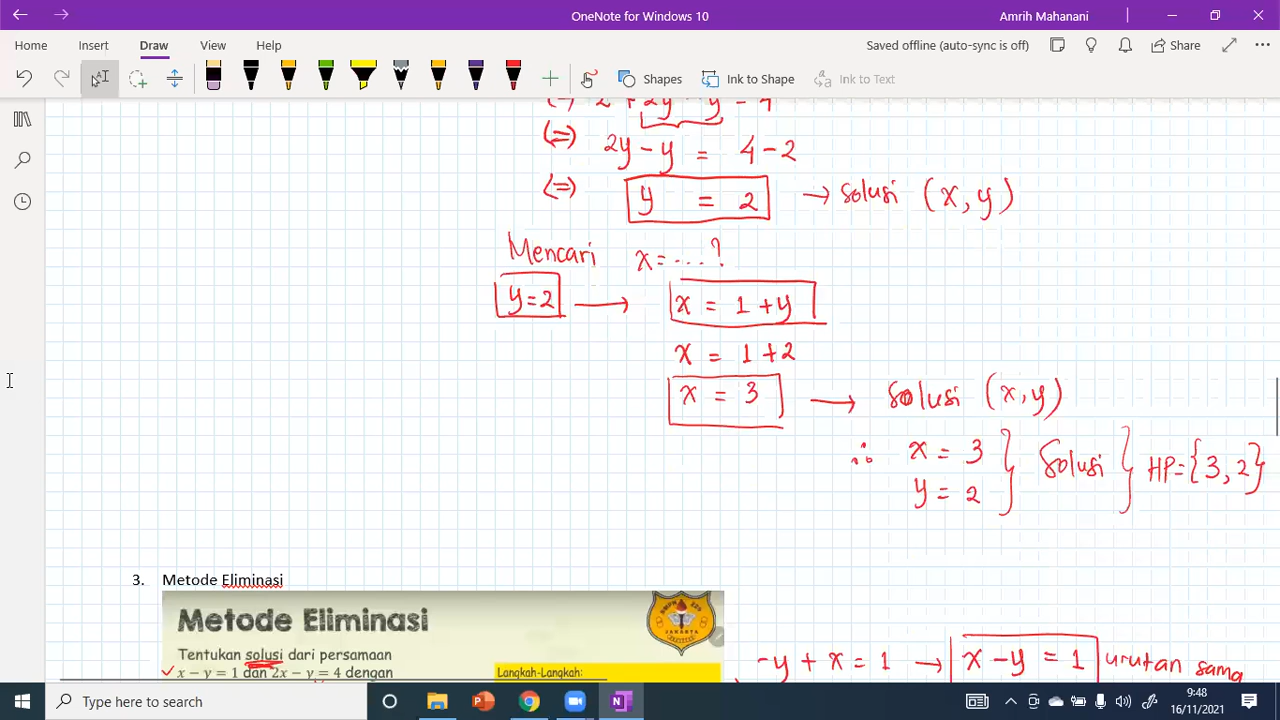 OneNote for Windows 10
Amrih Mahanani
Home Insert Draw View Help
Saved offline (auto-sync is off)
Share
Shapes
Ink to Shape
Ink to Text
(=) 2 + 2y - y = 4
(=) 2y - y = 4 - 2
(=) y = 2 → Solusi (x, y)
Mencari x = ....?
y = 2 → x = 1 + y
x = 1 + 2
x = 3 → Solusi (x, y)
∴ x = 3
y = 2 } Solusi } HP = {3, 2}
3. Metode Eliminasi
Metode Eliminasi
Tentukan solusi dari persamaan
✓ x - y = 1 dan 2x - y = 4 dengan
Langkah-Langkah:
-y + x = 1 → x - y = 1 urutan sama
Type here to search
9:48
16/11/2021